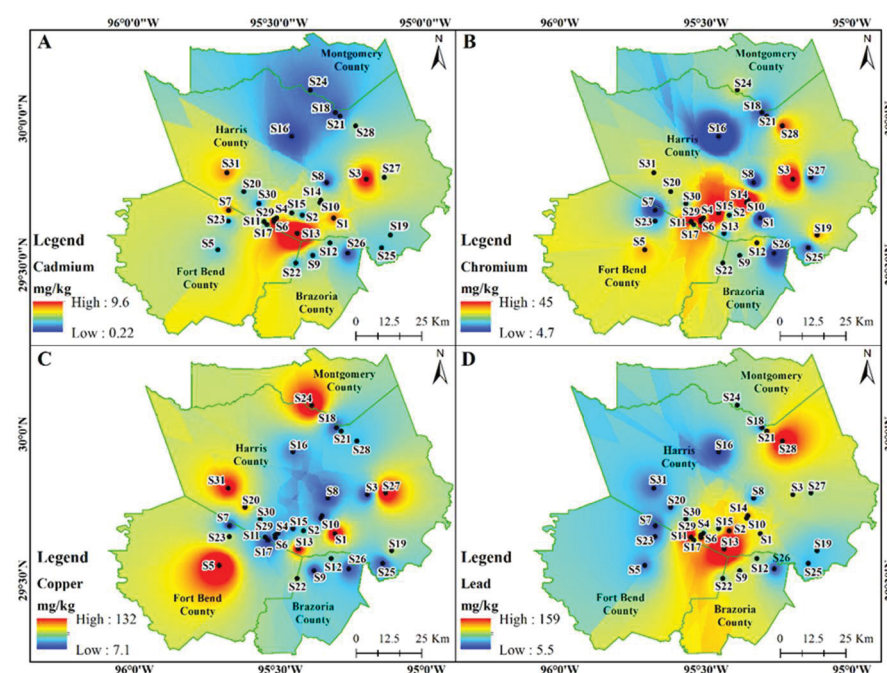 96°0'W 95°30'W 95°0'W 95°30'W 95°0'W
A
N
Montgomery
County
S24
S18
S21
S28
S16
Harris
County
S31
S20
S30
S8
S3
S27
S14
S7
S23
S29
S4
S15
S10
S11
S2
S1
S17
S6
S13
S19
S5
S12
S26
S25
S22
S9
Legend
Cadmium
mg/kg
High : 9.6
Low : 0.22
Fort Bend
County
Brazoria
County
0 12.5 25 Km
30°0'0"N
29°30'0"N
B
N
Montgomery
County
S24
S18
S21
S28
S16
Harris
County
S31
S20
S30
S8
S3
S27
S14
S7
S23
S29
S4
S15
S10
S11
S2
S1
S17
S6
S13
S19
S5
S12
S26
S25
S22
S9
Legend
Chromium
mg/kg
High : 45
Low : 4.7
Fort Bend
County
Brazoria
County
0 12.5 25 Km
C
N
Montgomery
County
S24
S18
S21
S28
S16
Harris
County
S31
S20
S30
S8
S3
S27
S7
S23
S29
S4
S15
S10
S11
S2
S1
S17
S6
S13
S19
S5
S12
S26
S25
S22
S9
Legend
Copper
mg/kg
High : 132
Low : 7.1
Fort Bend
County
Brazoria
County
0 12.5 25 Km
30°0'N
29°30'N
D
N
Montgomery
County
S24
S18
S21
S28
S16
Harris
County
S31
S20
S30
S8
S3
S27
S14
S7
S23
S29
S4
S15
S10
S11
S2
S1
S17
S6
S13
S19
S5
S12
S26
S25
S22
S9
Legend
Lead
mg/kg
High : 159
Low : 5.5
Fort Bend
County
Brazoria
County
0 12.5 25 Km
96°0'W 95°30'W 95°0'W 96°0'W 95°30'W 95°0'W